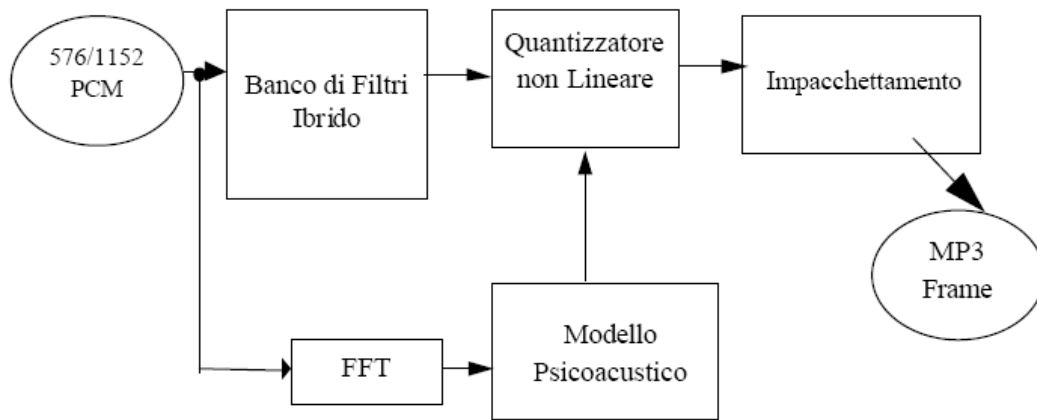 576/1152
PCM
Banco di Filtri
Ibrido
Quantizzatore
non Lineare
Impacchettamento
MP3
Frame
FFT
Modello
Psicoacustico